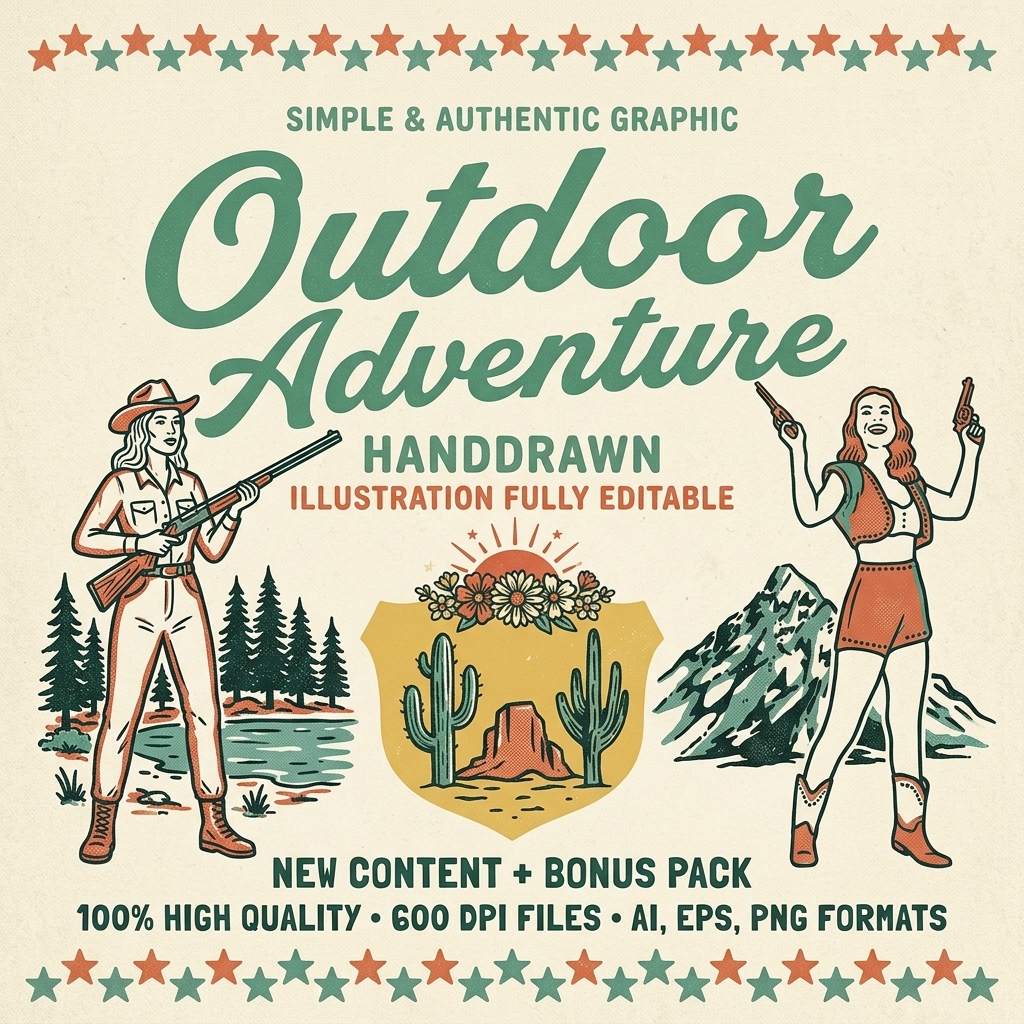 SIMPLE & AUTHENTIC GRAPHIC
Outdoor
Adventure
HANDDRAWN
ILLUSTRATION FULLY EDITABLE
NEW CONTENT + BONUS PACK
100% HIGH QUALITY • 600 DPI FILES • AI, EPS, PNG FORMATS